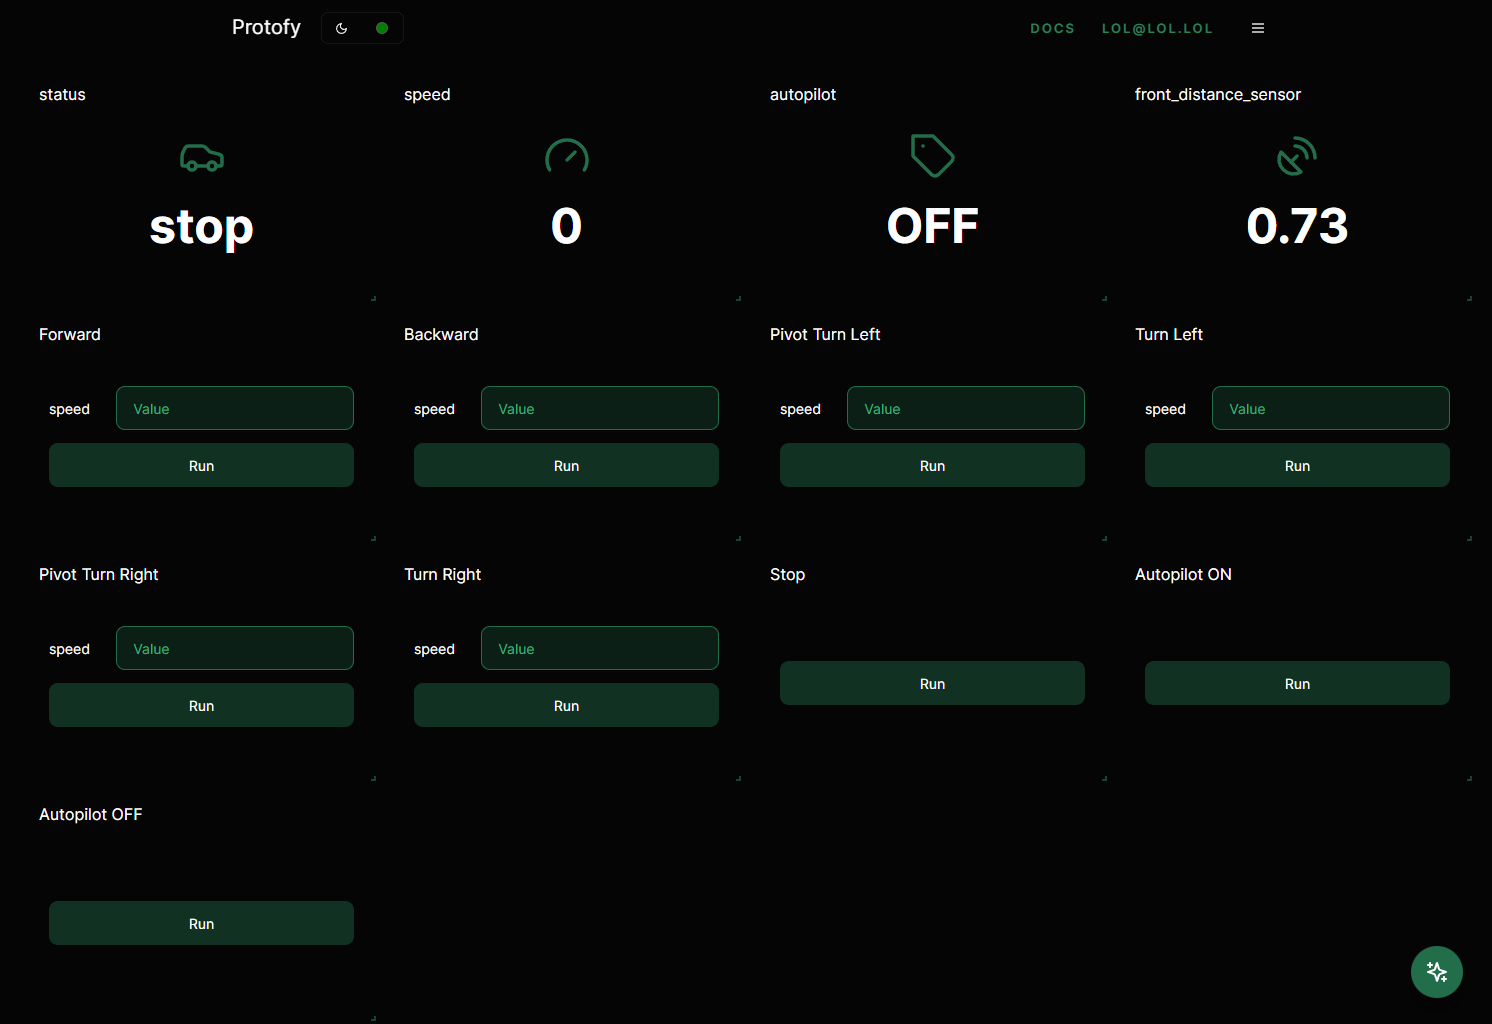 Protofy
DOCS LOL@LOL.LOL
status speed autopilot front_distance_sensor
stop 0 OFF 0.73
Forward Backward Pivot Turn Left Turn Left
speed Value speed Value speed Value speed Value
Run Run Run Run
Pivot Turn Right Turn Right Stop Autopilot ON
speed Value speed Value
Run Run
Run Run
Autopilot OFF
Run